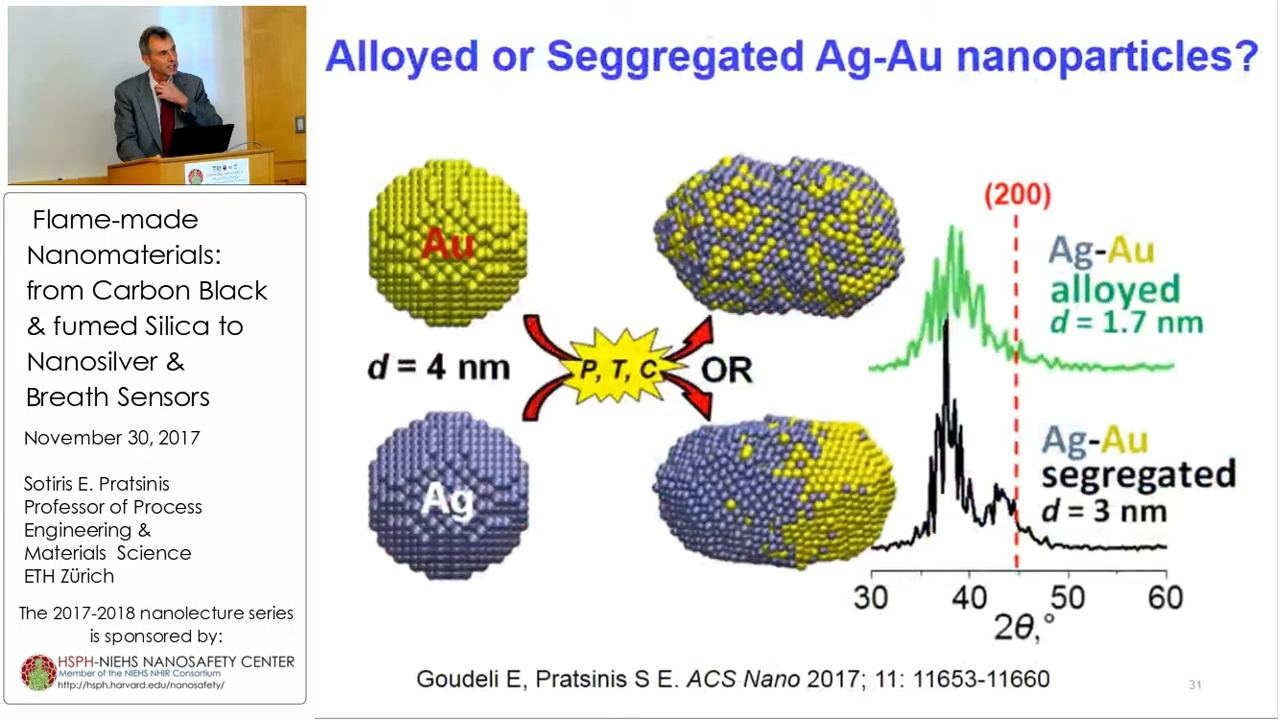 Alloyed or Seggregated Ag-Au nanoparticles?
Flame-made
Nanomaterials:
from Carbon Black
& fumed Silica to
Nanosilver &
Breath Sensors
November 30, 2017
Sotiris E. Pratsinis
Professor of Process
Engineering &
Materials Science
ETH Zürich
The 2017-2018 nanolecture series
is sponsored by:
HSPH-NIEHS NANOSAFETY CENTER
Member of the NIEHS NHIR Consortium
http://hsph.harvard.edu/nanosafety/
Au
d = 4 nm
Ag
P, T, C
OR
(200)
Ag-Au
alloyed
d = 1.7 nm
Ag-Au
segregated
d = 3 nm
30 40 50 60
2θ,°
Goudeli E, Pratsinis S E. ACS Nano 2017; 11: 11653-11660
31